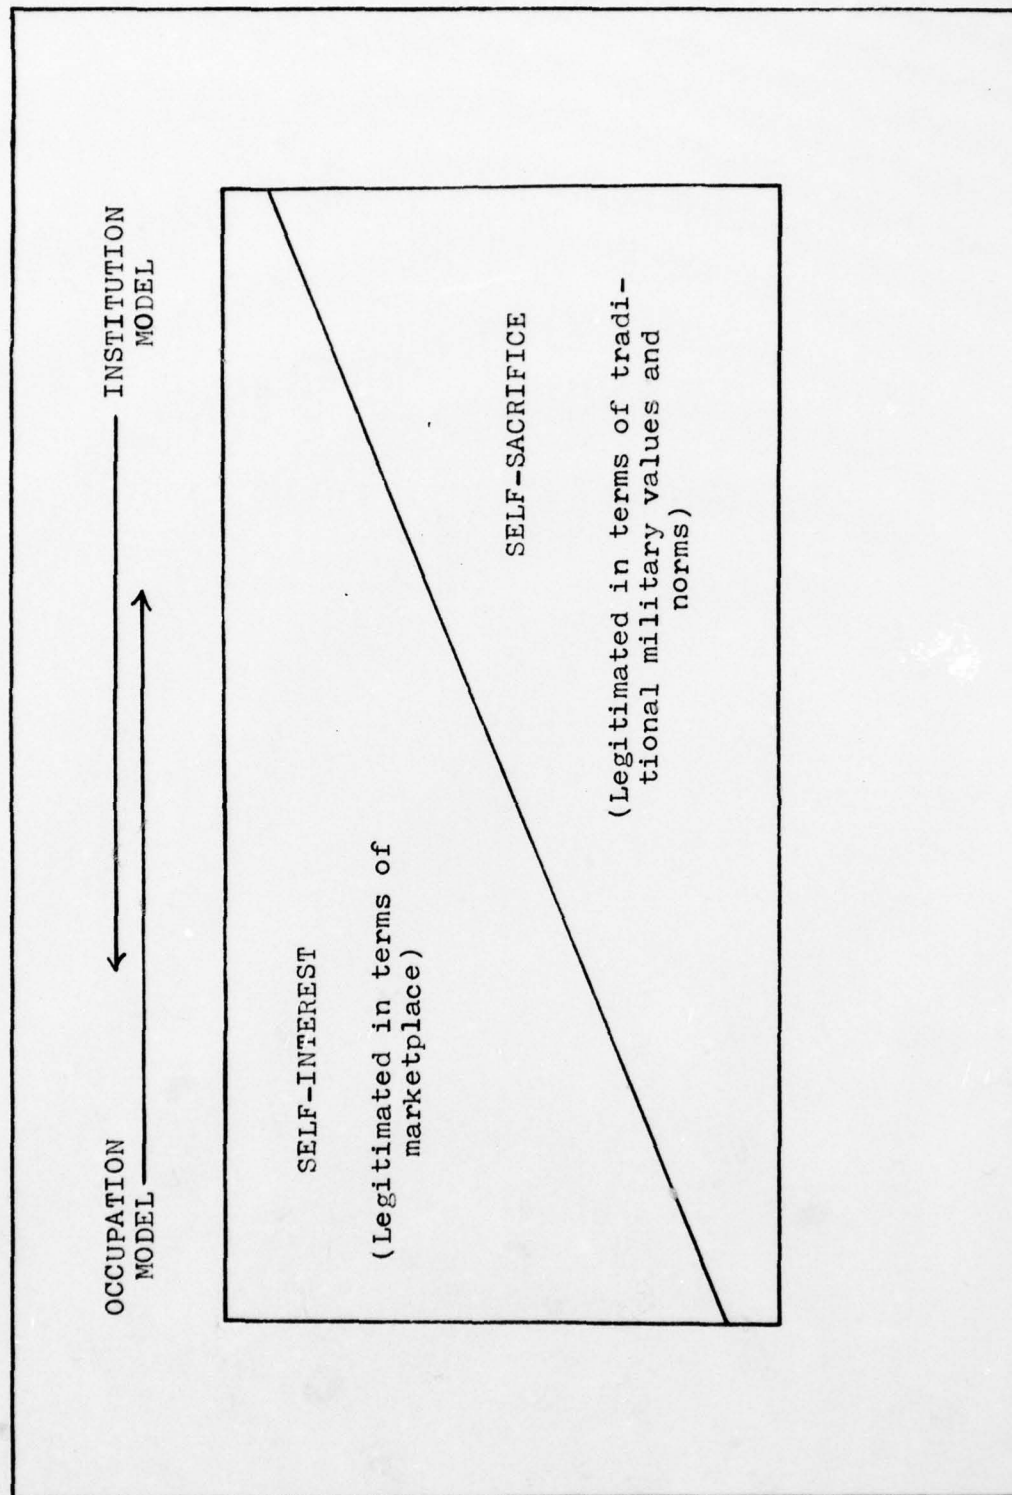 OCCUPATION
MODEL
INSTITUTION
MODEL
SELF-INTEREST
(Legitimated in terms of
marketplace)
SELF-SACRIFICE
(Legitimated in terms of tradi-
tional military values and
norms)